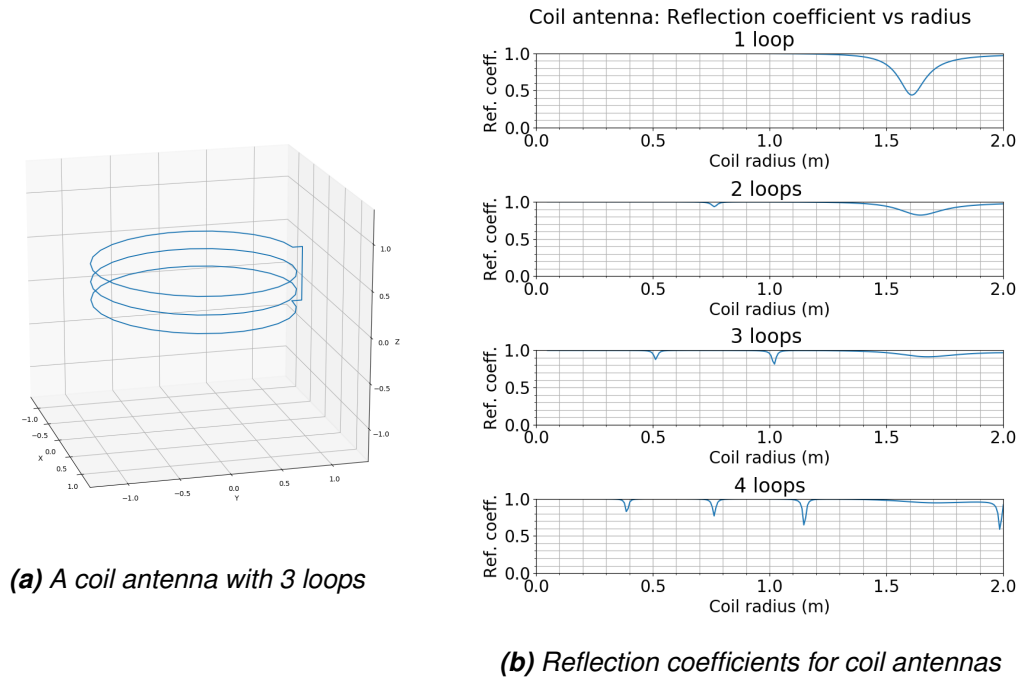 1.0
0.5
0.0
Z
−0.5
−1.0
−1.0
−0.5
X
0.0
0.5
1.0
−1.0
−0.5
0.0
0.5
1.0
Y
(a) A coil antenna with 3 loops
Coil antenna: Reflection coefficient vs radius
1 loop
Ref. coeff.
1.0
0.5
0.0
0.0 0.5 1.0 1.5 2.0
Coil radius (m)
2 loops
Ref. coeff.
1.0
0.5
0.0
0.0 0.5 1.0 1.5 2.0
Coil radius (m)
3 loops
Ref. coeff.
1.0
0.5
0.0
0.0 0.5 1.0 1.5 2.0
Coil radius (m)
4 loops
Ref. coeff.
1.0
0.5
0.0
0.0 0.5 1.0 1.5 2.0
Coil radius (m)
(b) Reflection coefficients for coil antennas